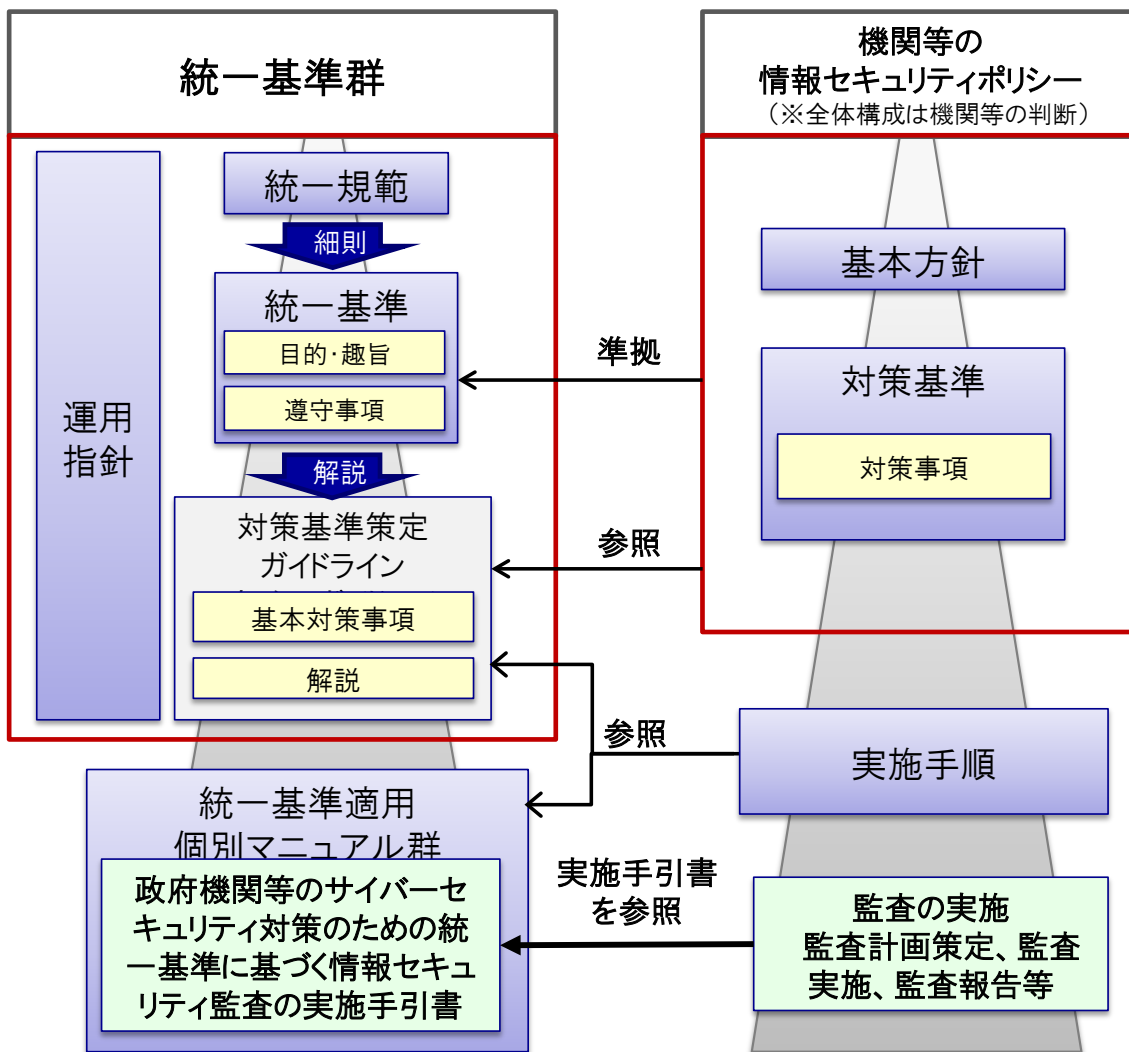 統一基準群
運用
指針
統一規範
細則
統一基準
目的・趣旨
遵守事項
解説
対策基準策定
ガイドライン
基本対策事項
解説
統一基準適用
個別マニュアル群
政府機関等のサイバーセ
キュリティ対策のための統
一基準に基づく情報セキュ
リティ監査の実施手引書
準拠
参照
参照
実施手引書
を参照
機関等の
情報セキュリティポリシー
（※全体構成は機関等の判断）
基本方針
対策基準
対策事項
実施手順
監査の実施
監査計画策定、監査
実施、監査報告等